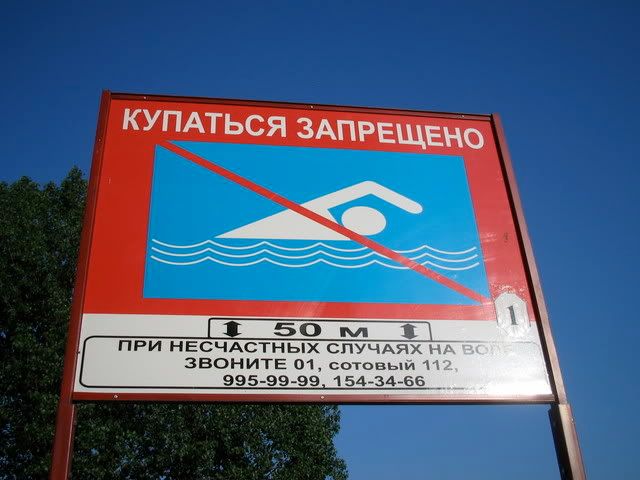 КУПАТЬСЯ ЗАПРЕЩЕНО
1
50 М
ПРИ НЕСЧАСТНЫХ СЛУЧАЯХ НА ВОДЕ
ЗВОНИТЕ 01, сотовый 112,
995-99-99, 154-34-66